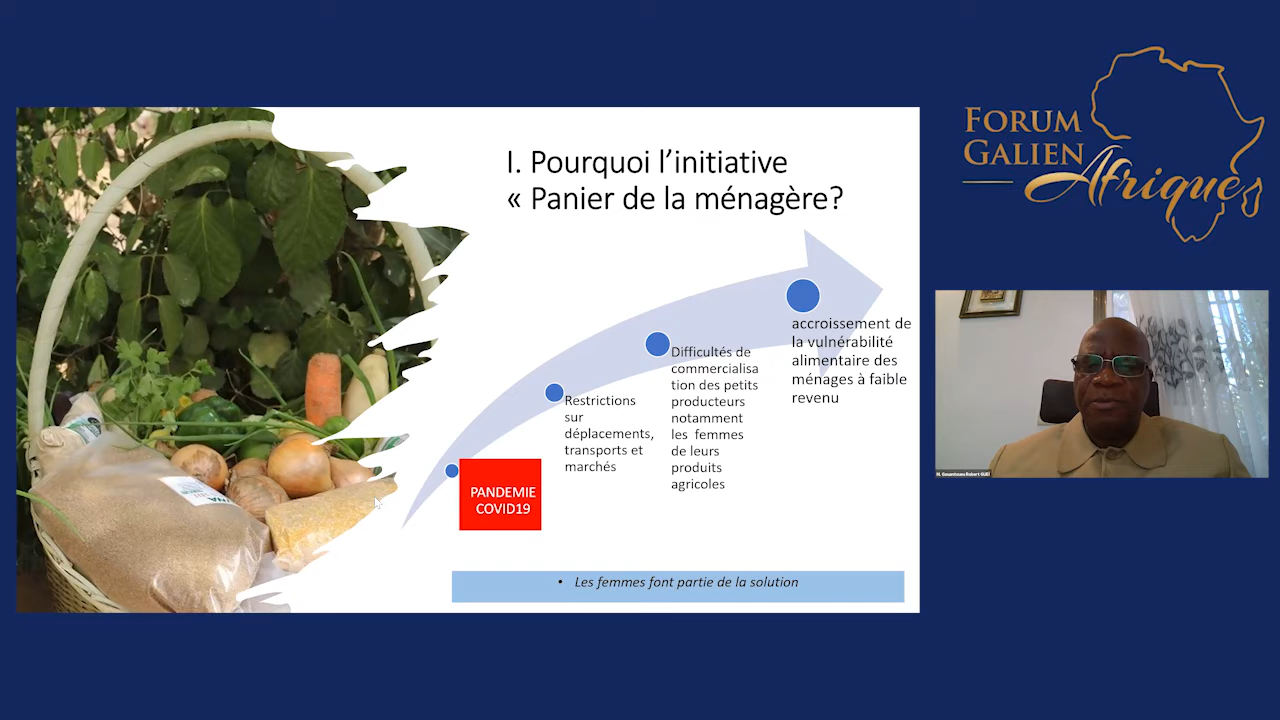 I. Pourquoi l’initiative
« Panier de la ménagère?
PANDEMIE
COVID19
Restrictions
sur
déplacements,
transports et
marchés
Difficultés de
commercialisa
tion des petits
producteurs
notamment
les femmes
de leurs
produits
agricoles
accroissement de
la vulnérabilité
alimentaire des
ménages à faible
revenu
• Les femmes font partie de la solution
FORUM
GALIEN
Afriques